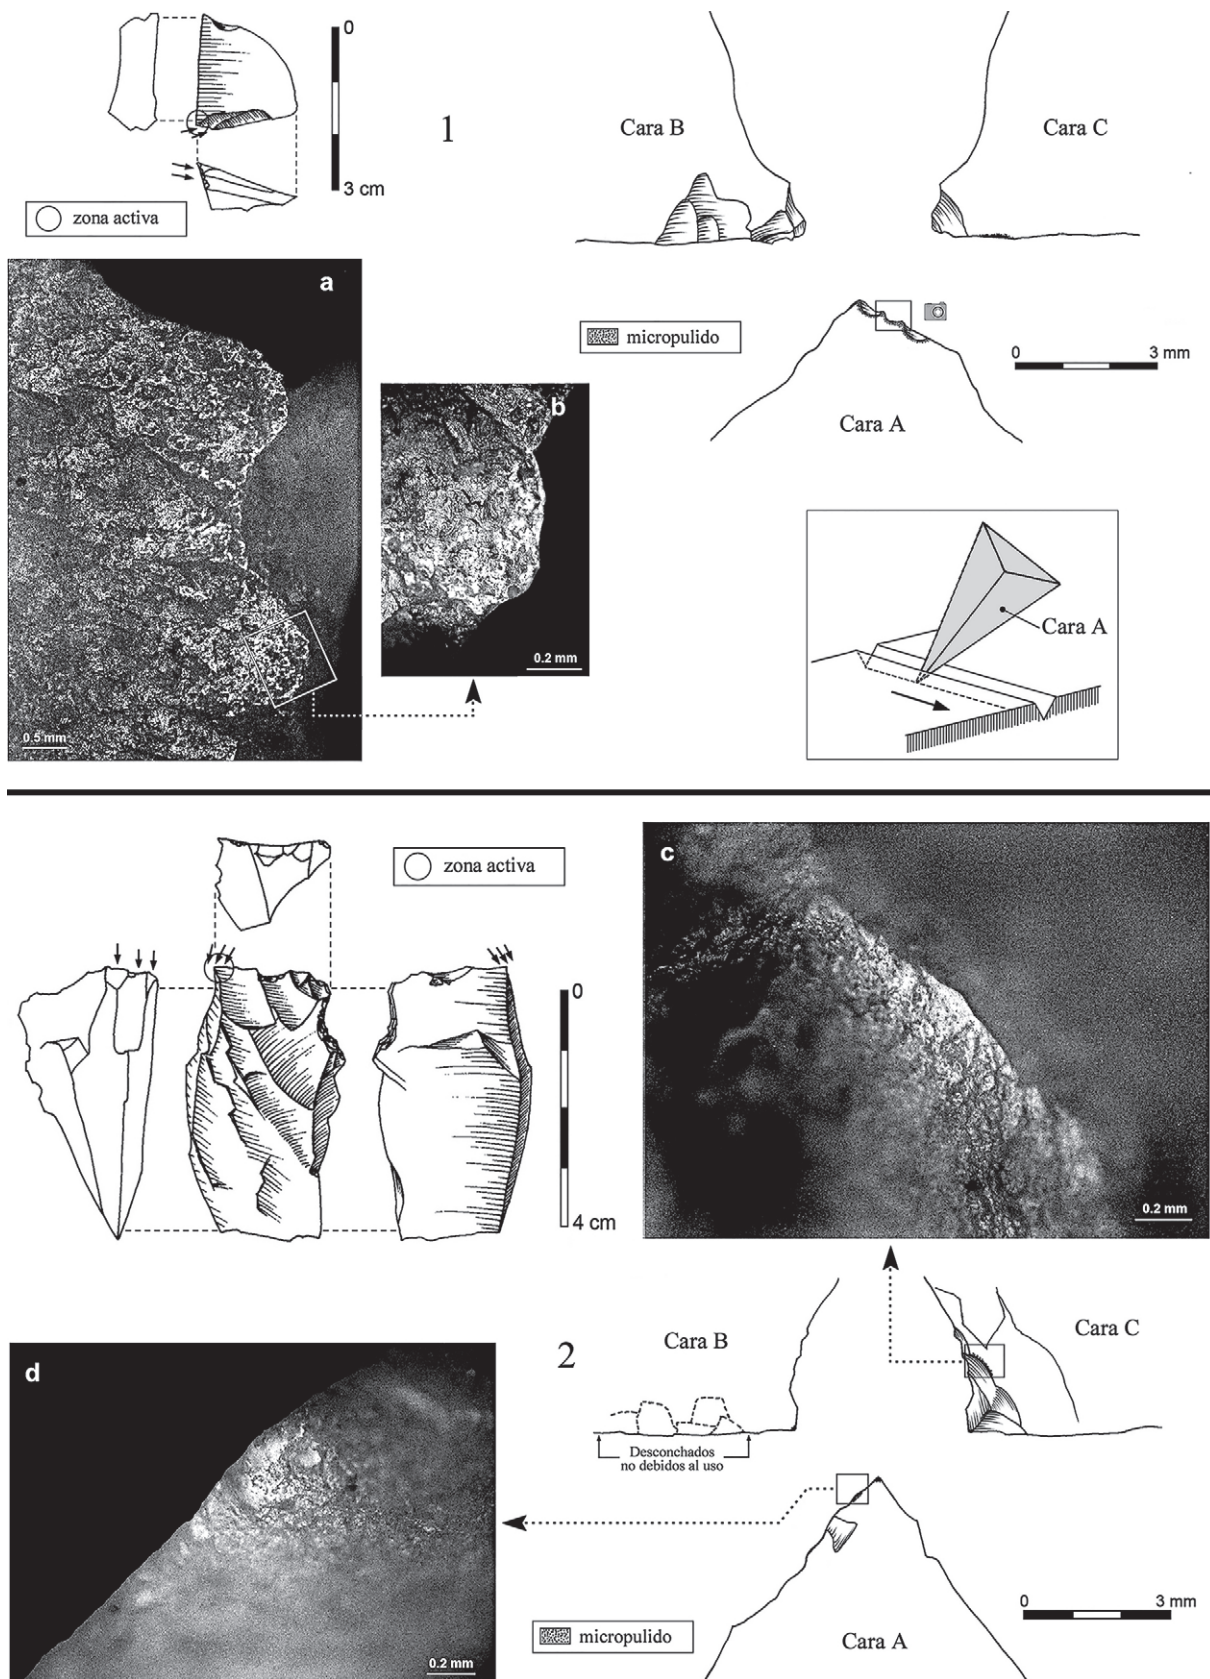 0
3 cm
1
zona activa
Cara B
Cara C
a
micropulido
0
3 mm
Cara A
b
0.2 mm
0.5 mm
Cara A
zona activa
c
0
4 cm
0.2 mm
2
Cara B
Cara C
Desconchados
no debidos al uso
d
0.2 mm
micropulido
Cara A
0
3 mm